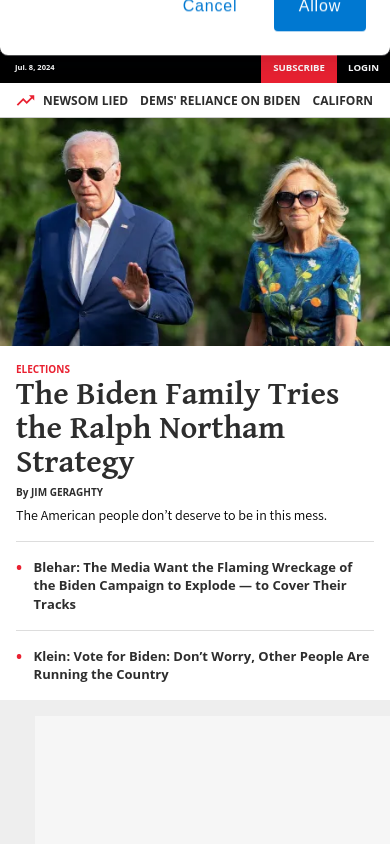 Cancel Allow
Jul. 8, 2024 SUBSCRIBE LOGIN
NEWSOM LIED DEMS' RELIANCE ON BIDEN CALIFORN
ELECTIONS
The Biden Family Tries
the Ralph Northam
Strategy
By JIM GERAGHTY
The American people don’t deserve to be in this mess.
• Blehar: The Media Want the Flaming Wreckage of
the Biden Campaign to Explode — to Cover Their
Tracks
• Klein: Vote for Biden: Don’t Worry, Other People Are
Running the Country